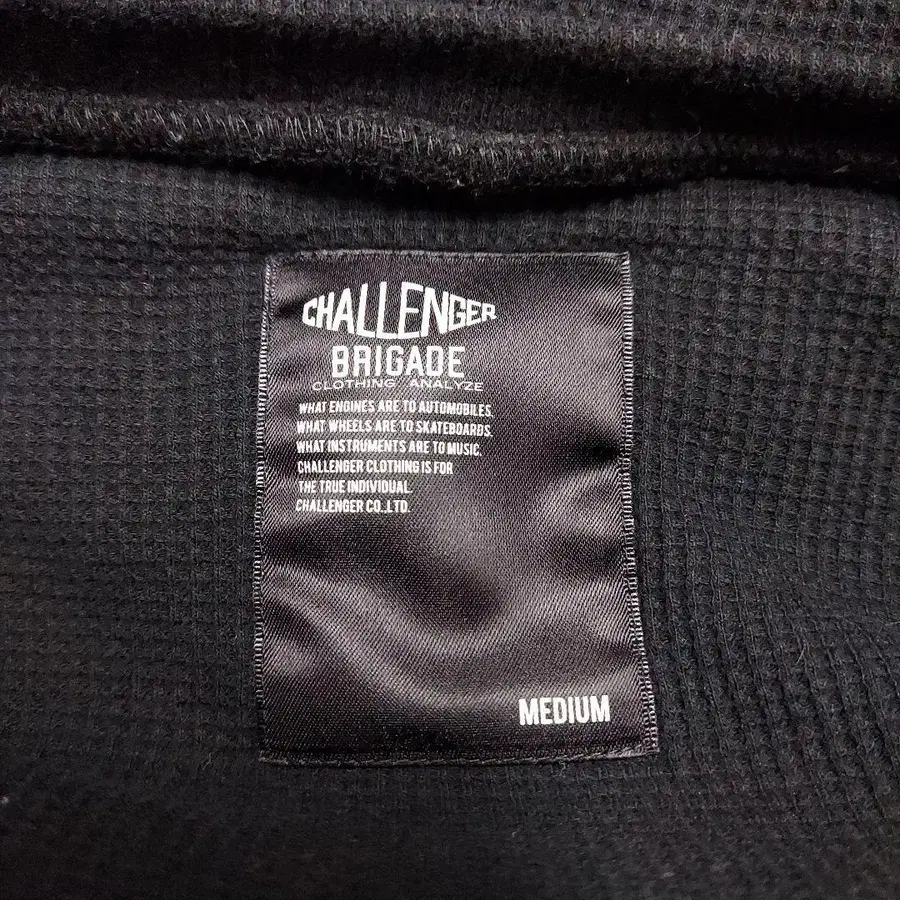 CHALLENGER
BRIGADE
CLOTHING ANALYZE
WHAT ENGINES ARE TO AUTOMOBILES.
WHAT WHEELS ARE TO SKATEBOARDS.
WHAT INSTRUMENTS ARE TO MUSIC.
CHALLENGER CLOTHING IS FOR
THE TRUE INDIVIDUAL.
CHALLENGER CO.,LTD.
MEDIUM